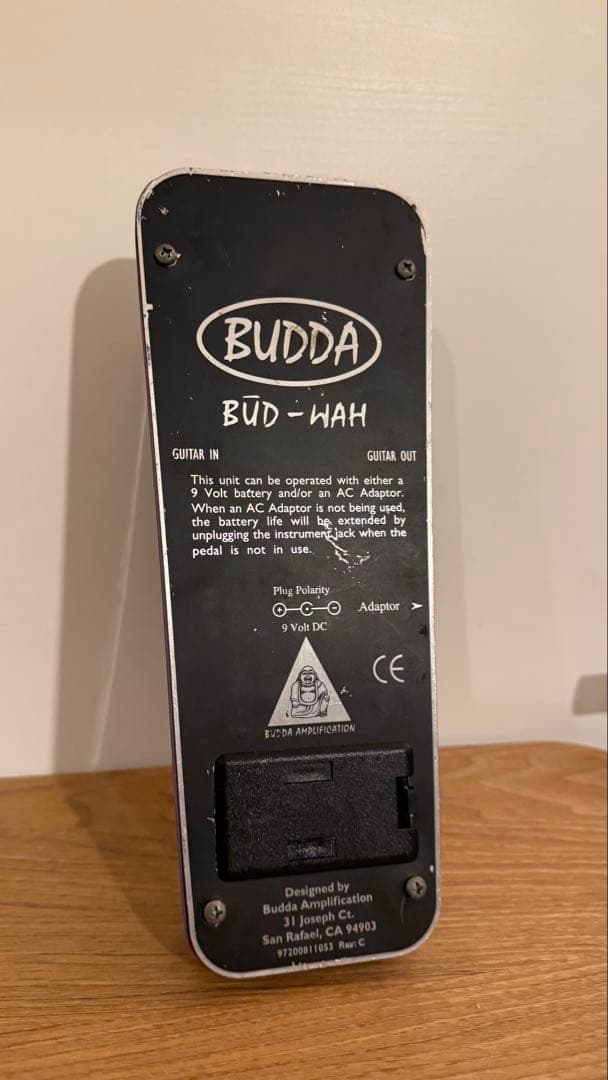 BUDDA
BŪD-WAH
GUITAR IN GUITAR OUT
This unit can be operated with either a
9 Volt battery and/or an AC Adaptor.
When an AC Adaptor is not being used,
the battery life will be extended by
unplugging the instrument jack when the
pedal is not in use.
Plug Polarity
+ C - Adaptor ➤
9 Volt DC
CE
BUDDA AMPLIFICATION
Designed by
Budda Amplification
31 Joseph Ct.
San Rafael, CA 94903
97200811053 Rev: C